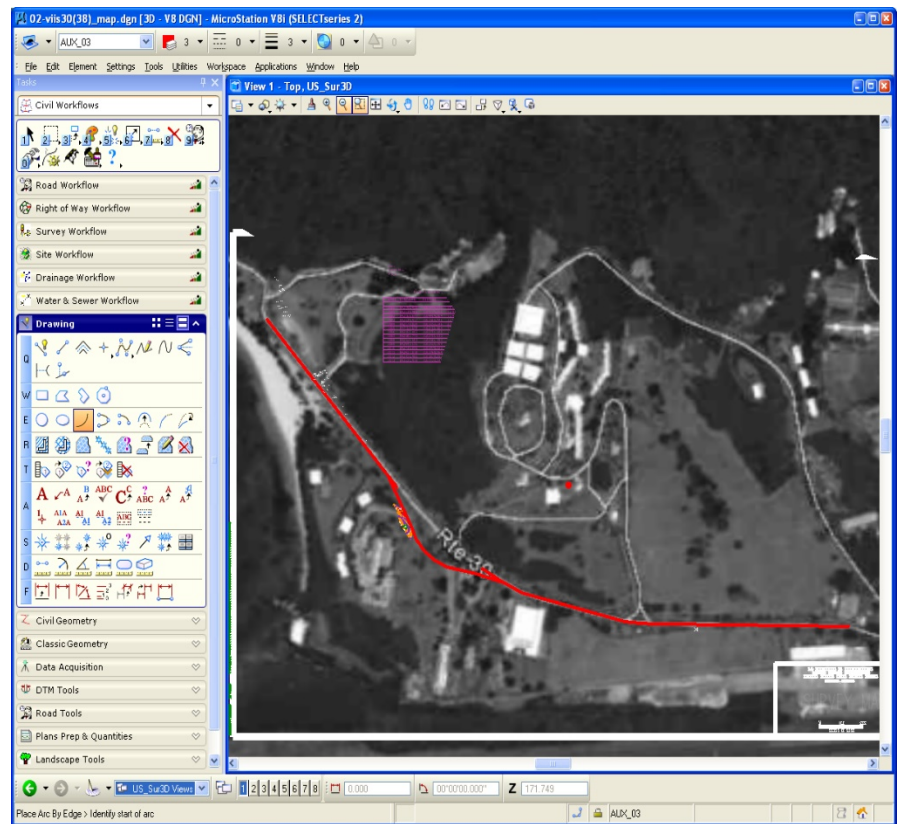 02-viis30(38)_map.dgn [3D - V8 DGN] - MicroStation V8i (SELECTseries 2)
AUX_03 3 0 3 0 0
File Edit Element Settings Tools Utilities Workspace Applications Window Help
Tasks
View 1 - Top, US_Sur3D
Civil Workflows
Road Workflow
Right of Way Workflow
Survey Workflow
Site Workflow
Drainage Workflow
Water & Sewer Workflow
Drawing
Q
W
E
R
T
A
S
D
F
Rte-30
Civil Geometry
Classic Geometry
Data Acquisition
DTM Tools
Road Tools
Plans Prep & Quantities
Landscape Tools
US_Sur3D Views 1 2 3 4 5 6 7 8 0.000 00°00'00.000" Z 171.749
Place Arc By Edge > Identify start of arc AUX_03